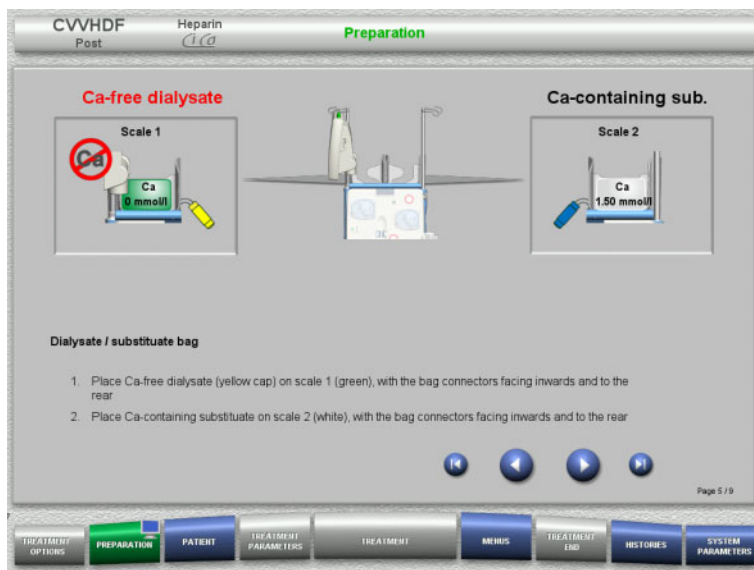 CVVHDF
Post
Heparin
CiCa
Preparation
Ca-free dialysate
Ca-containing sub.
Scale 1
Ca
Ca
0 mmol/l
Scale 2
Ca
1.50 mmol/l
Dialysate / substituate bag
1. Place Ca-free dialysate (yellow cap) on scale 1 (green), with the bag connectors facing inwards and to the
rear
2. Place Ca-containing substituate on scale 2 (white), with the bag connectors facing inwards and to the rear
Page 5 / 9
TREATMENT
OPTIONS
PREPARATION
PATIENT
TREATMENT
PARAMETERS
TREATMENT
MENUS
TREATMENT
END
HISTORIES
SYSTEM
PARAMETERS